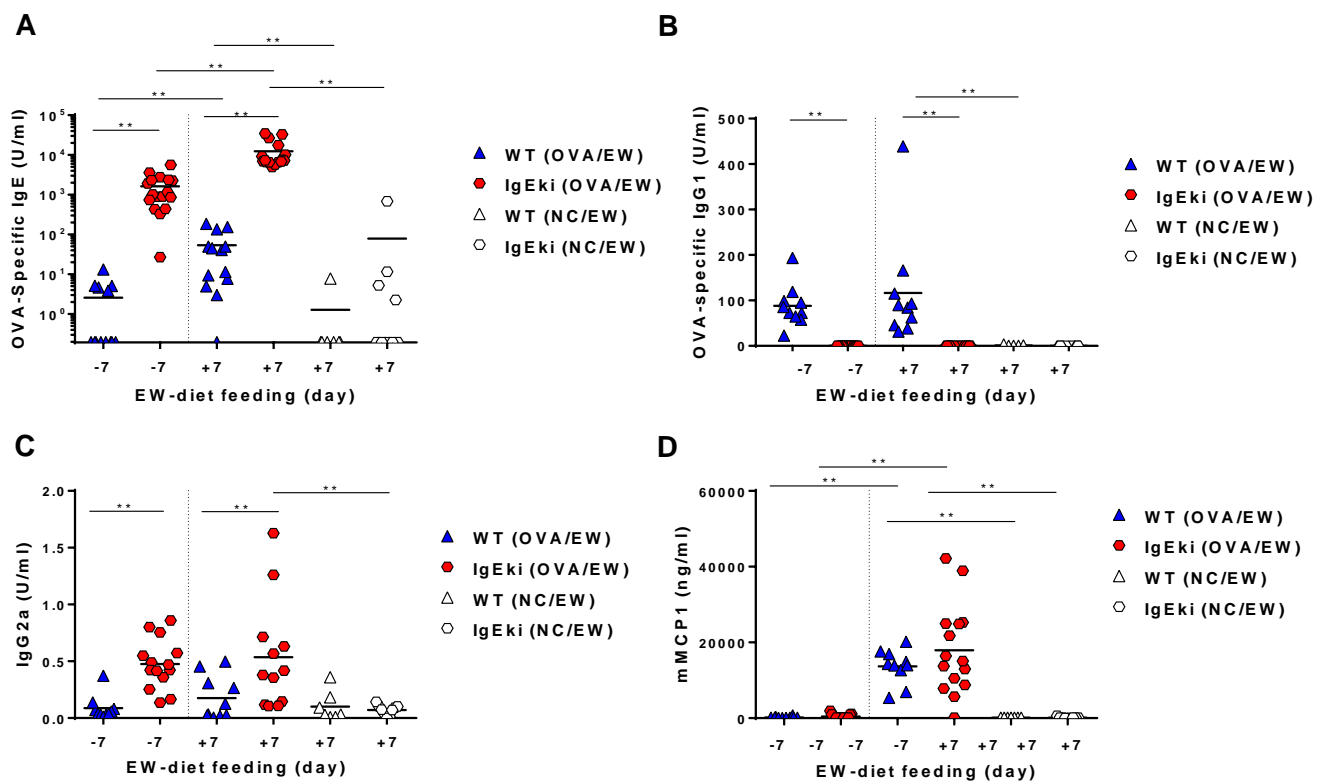 A
**
**
**
**
**
**
OVA-Specific IgE (U/ml)
10^5
10^4
10^3
10^2
10^1
10^0
-7 -7 +7 +7 +7 +7
EW-diet feeding (day)
WT (OVA/EW)
IgEki (OVA/EW)
WT (NC/EW)
IgEki (NC/EW)
B
**
**
**
OVA-specific IgG1 (U/ml)
500
400
300
200
100
0
-7 -7 +7 +7 +7 +7
EW-diet feeding (day)
WT (OVA/EW)
IgEki (OVA/EW)
WT (NC/EW)
IgEki (NC/EW)
C
**
**
**
IgG2a (U/ml)
2.0
1.5
1.0
0.5
0.0
-7 -7 +7 +7 +7 +7
EW-diet feeding (day)
WT (OVA/EW)
IgEki (OVA/EW)
WT (NC/EW)
IgEki (NC/EW)
D
**
**
**
**
mMCP1 (ng/ml)
60000
40000
20000
0
-7 -7 -7 -7 +7 +7 +7 +7
EW-diet feeding (day)
WT (OVA/EW)
IgEki (OVA/EW)
WT (NC/EW)
IgEki (NC/EW)